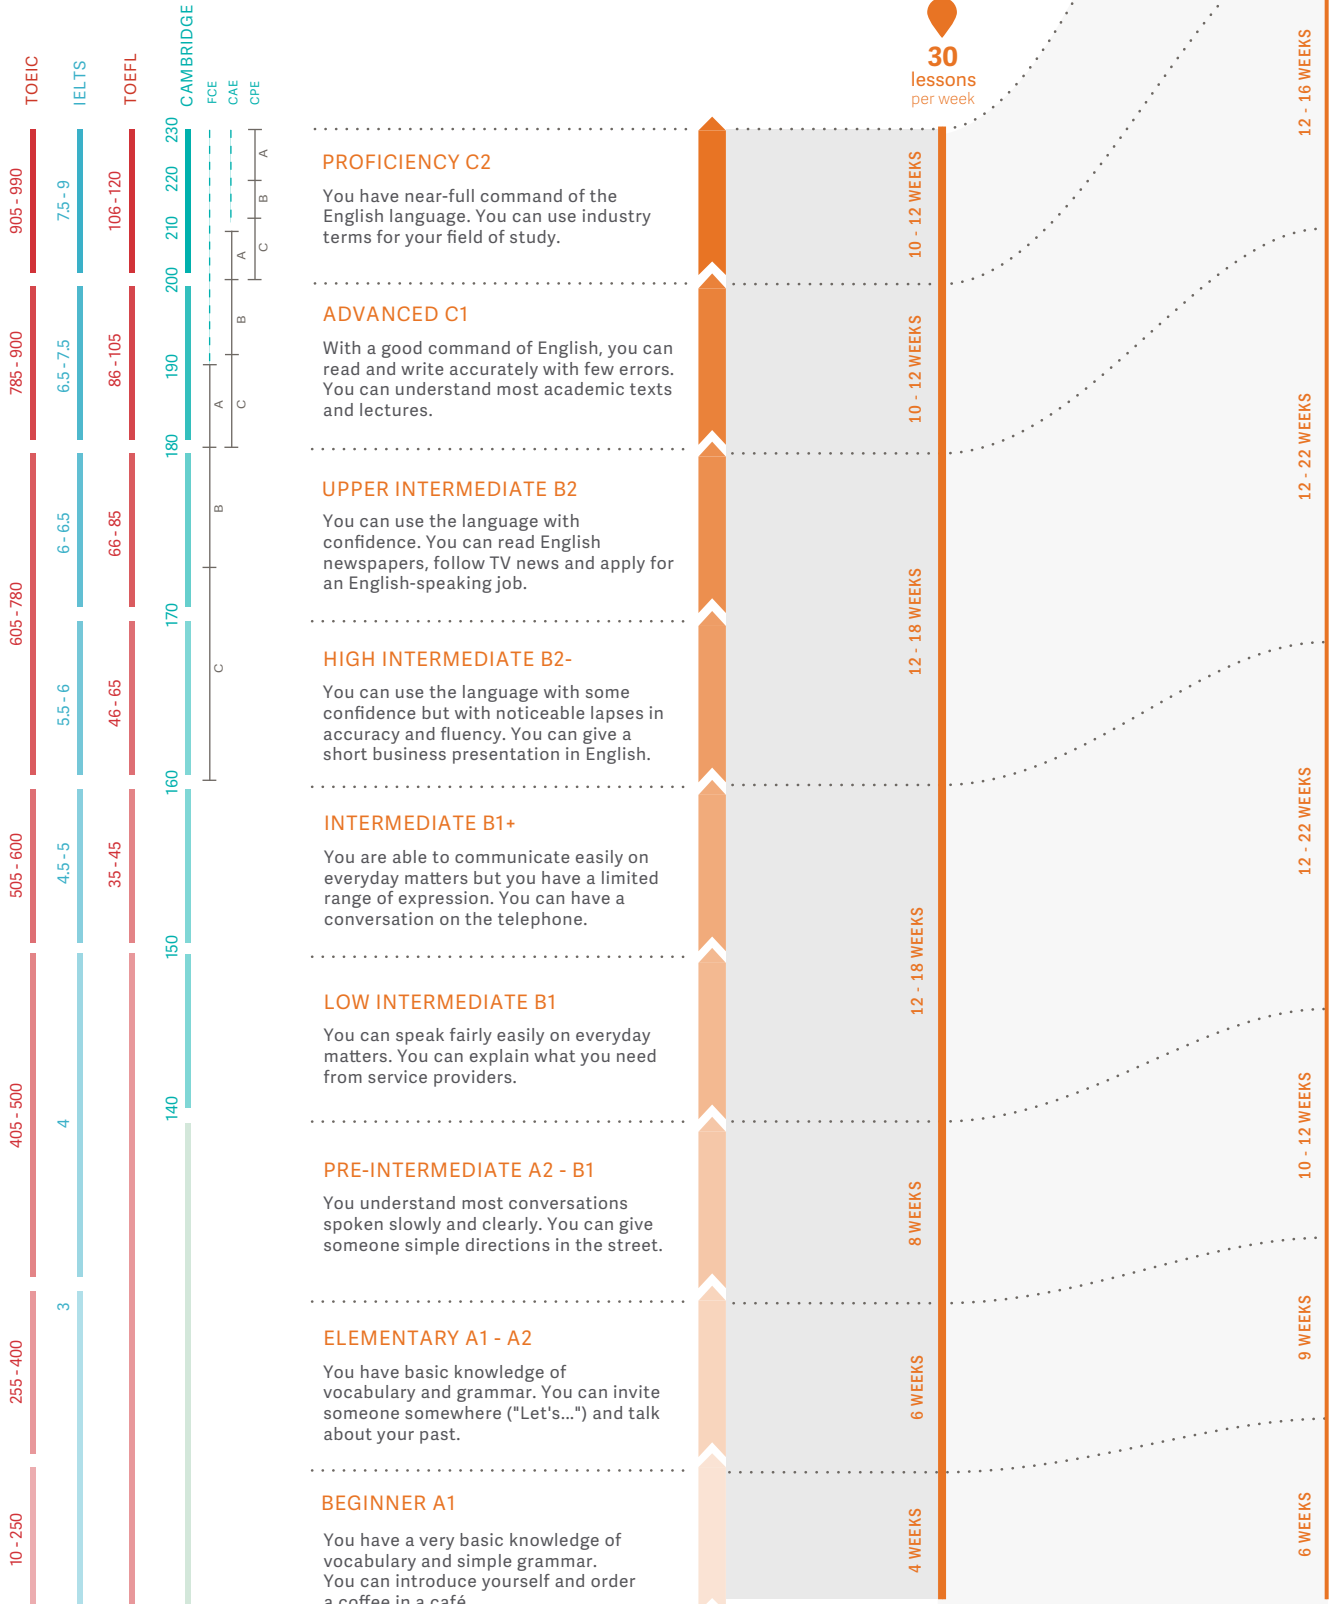 TOEIC
IELTS
TOEFL
CAMBRIDGE
FCE
CAE
CPE
30
lessons
per week
905 - 990
785 - 900
605 - 780
505 - 600
405 - 500
255 - 400
10 - 250
7.5 - 9
6.5 - 7.5
6 - 6.5
5.5 - 6
4.5 - 5
4
3
106 - 120
86 - 105
66 - 85
46 - 65
35 - 45
230
220
210
200
190
180
170
160
150
140
A
B
C
A
B
C
A
B
C
PROFICIENCY C2
You have near-full command of the
English language. You can use industry
terms for your field of study.
ADVANCED C1
With a good command of English, you can
read and write accurately with few errors.
You can understand most academic texts
and lectures.
UPPER INTERMEDIATE B2
You can use the language with
confidence. You can read English
newspapers, follow TV news and apply for
an English-speaking job.
HIGH INTERMEDIATE B2-
You can use the language with some
confidence but with noticeable lapses in
accuracy and fluency. You can give a
short business presentation in English.
INTERMEDIATE B1+
You are able to communicate easily on
everyday matters but you have a limited
range of expression. You can have a
conversation on the telephone.
LOW INTERMEDIATE B1
You can speak fairly easily on everyday
matters. You can explain what you need
from service providers.
PRE-INTERMEDIATE A2 - B1
You understand most conversations
spoken slowly and clearly. You can give
someone simple directions in the street.
ELEMENTARY A1 - A2
You have basic knowledge of
vocabulary and grammar. You can invite
someone somewhere ("Let's...") and talk
about your past.
BEGINNER A1
You have a very basic knowledge of
vocabulary and simple grammar.
You can introduce yourself and order
a coffee in a café
10 - 12 WEEKS
10 - 12 WEEKS
12 - 18 WEEKS
12 - 18 WEEKS
8 WEEKS
6 WEEKS
4 WEEKS
12 - 16 WEEKS
12 - 22 WEEKS
12 - 22 WEEKS
10 - 12 WEEKS
9 WEEKS
6 WEEKS